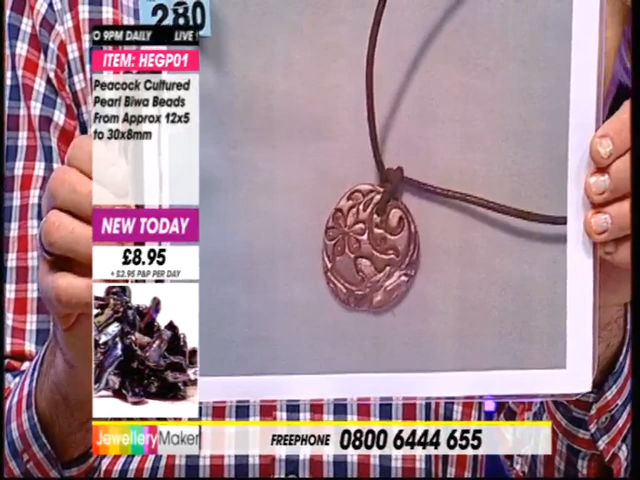 280
O 9PM DAILY LIVE
ITEM: HEGP01
Peacock Cultured
Pearl Biwa Beads
From Approx 12x5
to 30x8mm
NEW TODAY
£8.95
+ £2.95 P&P PER DAY
JewelleryMaker
FREEPHONE 0800 6444 655